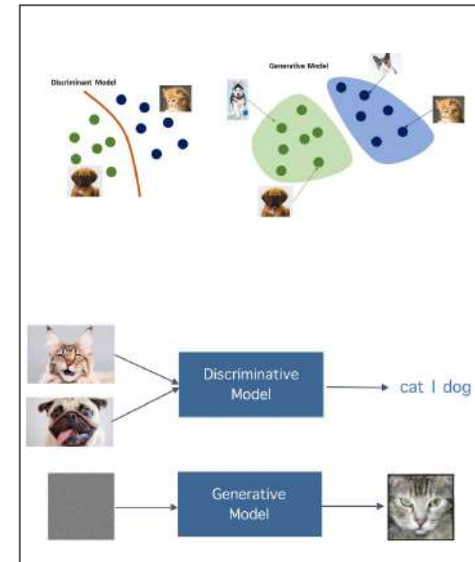 Generative Model
Discriminant Model
Discriminative
Model
cat | dog
Generative
Model